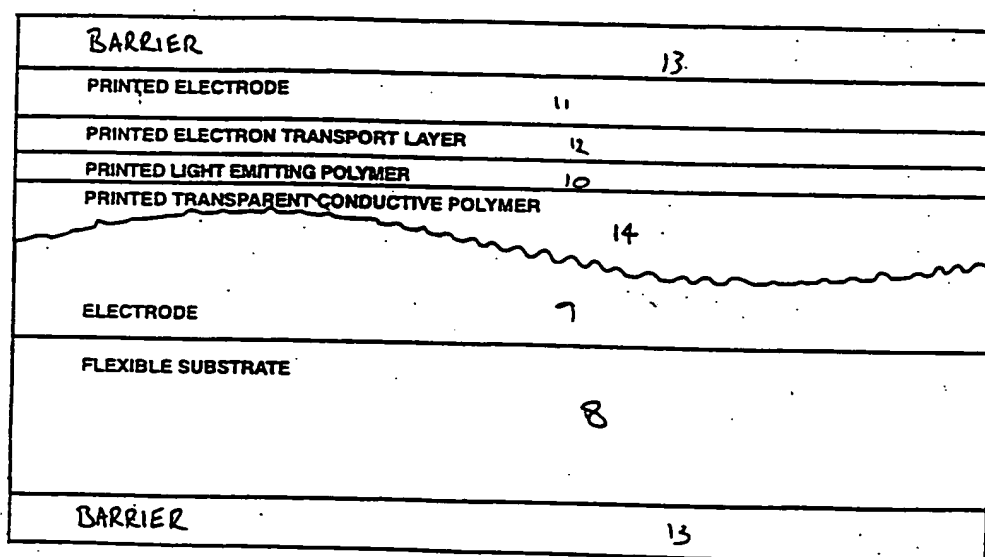 BARRIER 13.
PRINTED ELECTRODE 11
PRINTED ELECTRON TRANSPORT LAYER 12
PRINTED LIGHT EMITTING POLYMER 10
PRINTED TRANSPARENT CONDUCTIVE POLYMER 14
ELECTRODE 9
FLEXIBLE SUBSTRATE 8
BARRIER 13